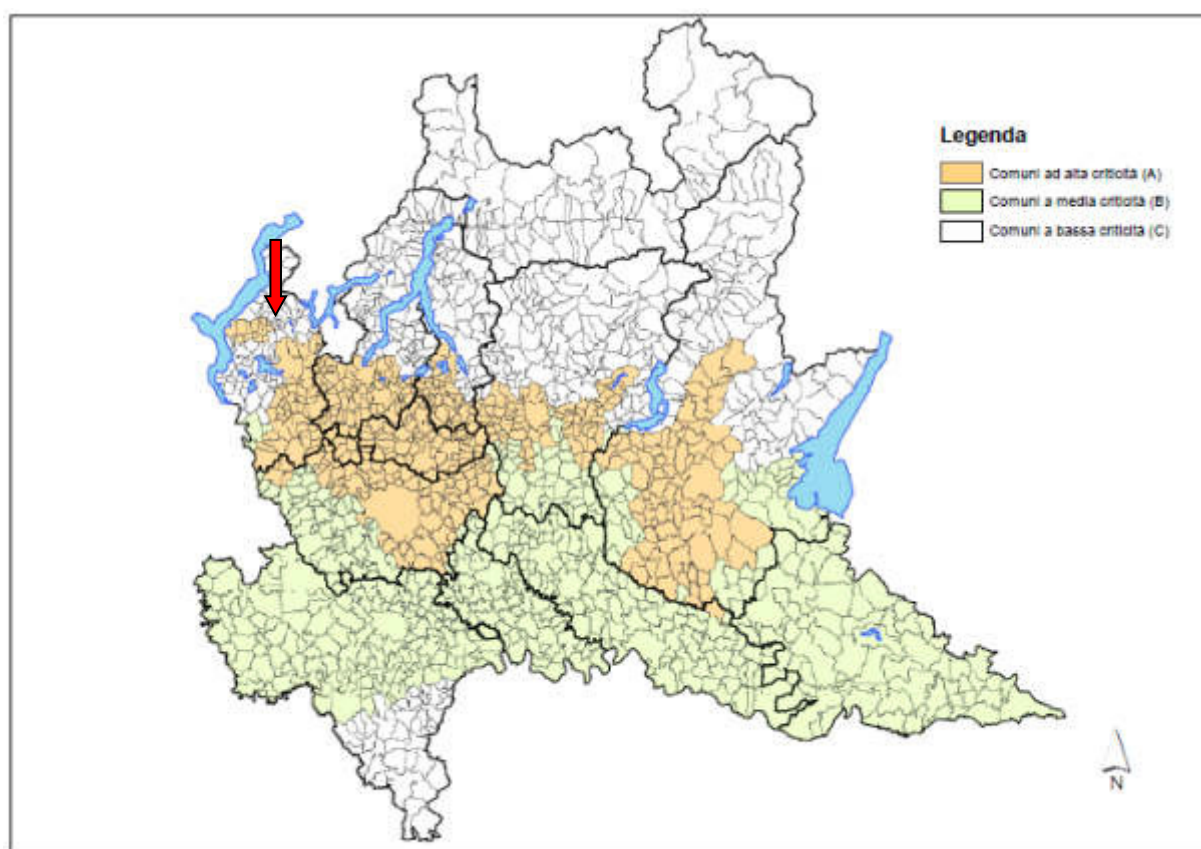 Legenda
Comuni ad alta criticità (A)
Comuni a media criticità (B)
Comuni a bassa criticità (C)
N